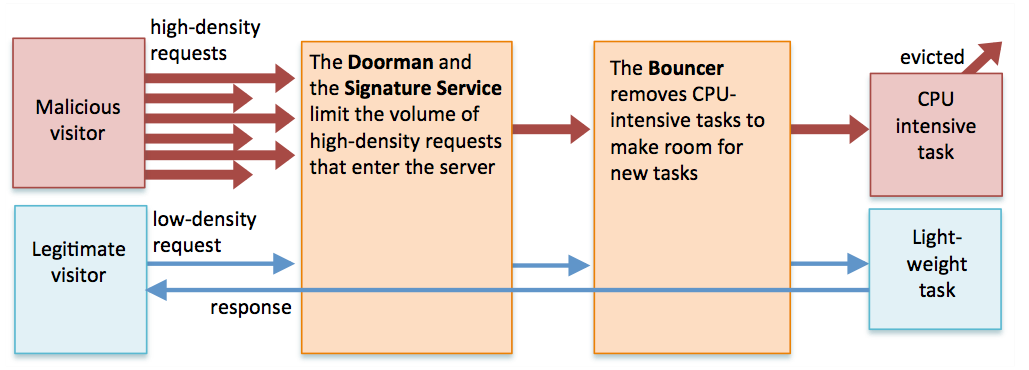 high-density
requests
Malicious
visitor
The Doorman and
the Signature Service
limit the volume of
high-density requests
that enter the server
The Bouncer
removes CPU-
intensive tasks to
make room for
new tasks
evicted
CPU
intensive
task
Legitimate
visitor
low-density
request
response
Light-
weight
task